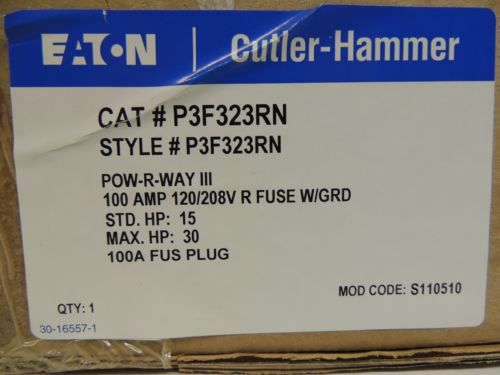 EATON Cutler-Hammer
CAT # P3F323RN
STYLE # P3F323RN
POW-R-WAY III
100 AMP 120/208V R FUSE W/GRD
STD. HP: 15
MAX. HP: 30
100A FUS PLUG
MOD CODE: S110510
QTY: 1
30-16557-1